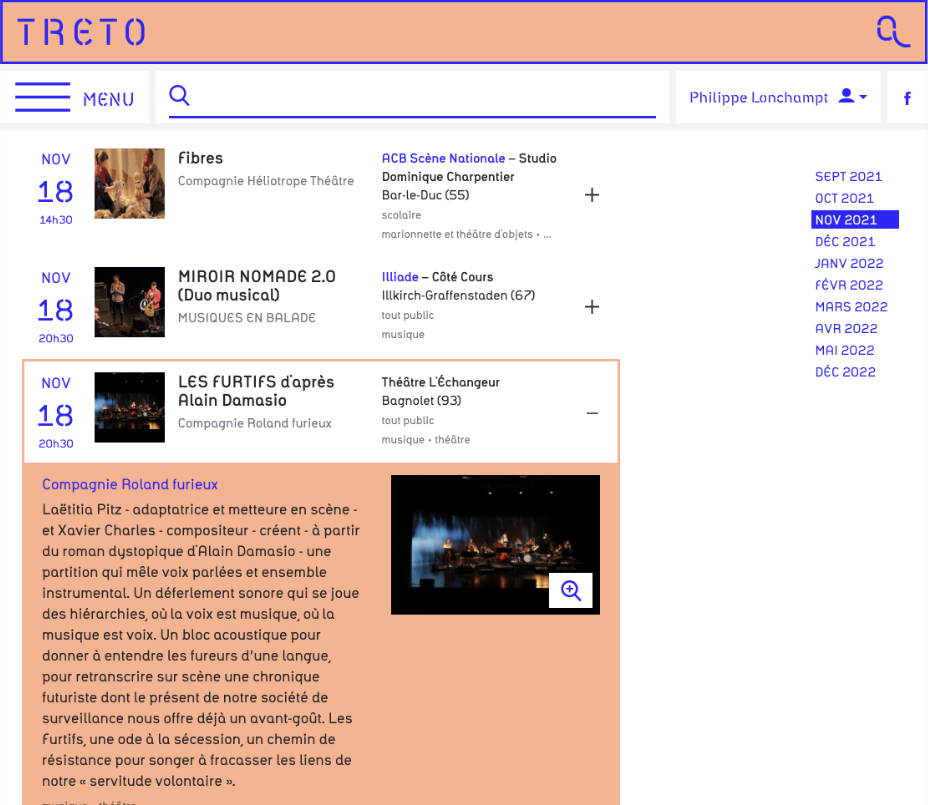 TRETO
MENU
Philippe Lonchampt
f
NOV
18
14h30
Fibres
Compagnie Héliotrope Théâtre
ACB Scène Nationale – Studio
Dominique Charpentier
Bar-le-Duc (55)
scolaire
marionnette et théâtre d'objets • ...
+
NOV
18
20h30
MIROIR NOMADE 2.0
(Duo musical)
MUSIQUES EN BALADE
Illiade – Côté Cours
Illkirch-Graffenstaden (67)
tout public
musique
+
NOV
18
20h30
LES FURTIFS d'après
Alain Damasio
Compagnie Roland furieux
Théâtre L'Échangeur
Bagnolet (93)
tout public
musique • théâtre
–
Compagnie Roland furieux
Laëtitia Pitz - adaptatrice et metteure en scène -
et Xavier Charles - compositeur - créent - à partir
du roman dystopique d'Alain Damasio - une
partition qui mêle voix parlées et ensemble
instrumental. Un déferlement sonore qui se joue
des hiérarchies, où la voix est musique, où la
musique est voix. Un bloc acoustique pour
donner à entendre les fureurs d’une langue,
pour retranscrire sur scène une chronique
futuriste dont le présent de notre société de
surveillance nous offre déjà un avant-goût. Les
Furtifs, une ode à la sécession, un chemin de
résistance pour songer à fracasser les liens de
notre « servitude volontaire ».
musique • théâtre
SEPT 2021
OCT 2021
NOV 2021
DÉC 2021
JANV 2022
FÉVR 2022
MARS 2022
AVR 2022
MAI 2022
DÉC 2022